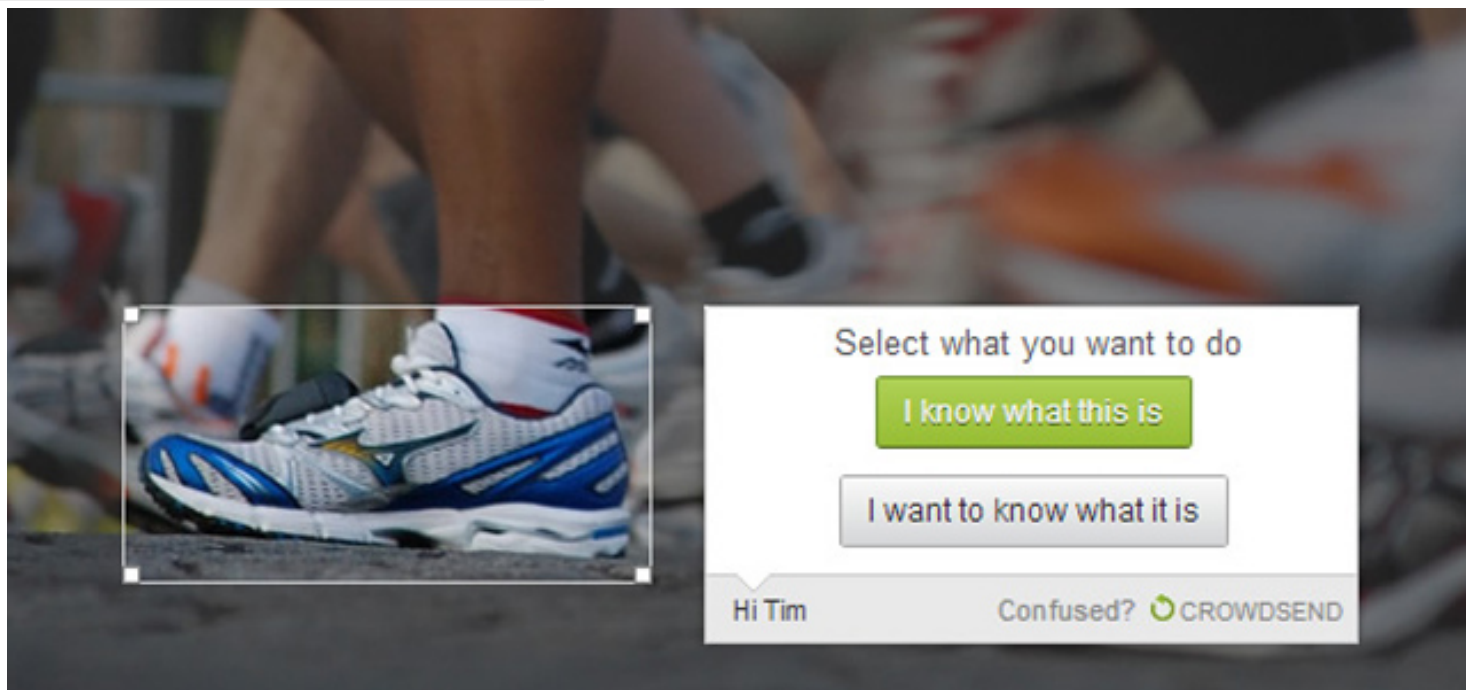 Select what you want to do
I know what this is
I want to know what it is
Hi Tim
Confused? CROWDSEND